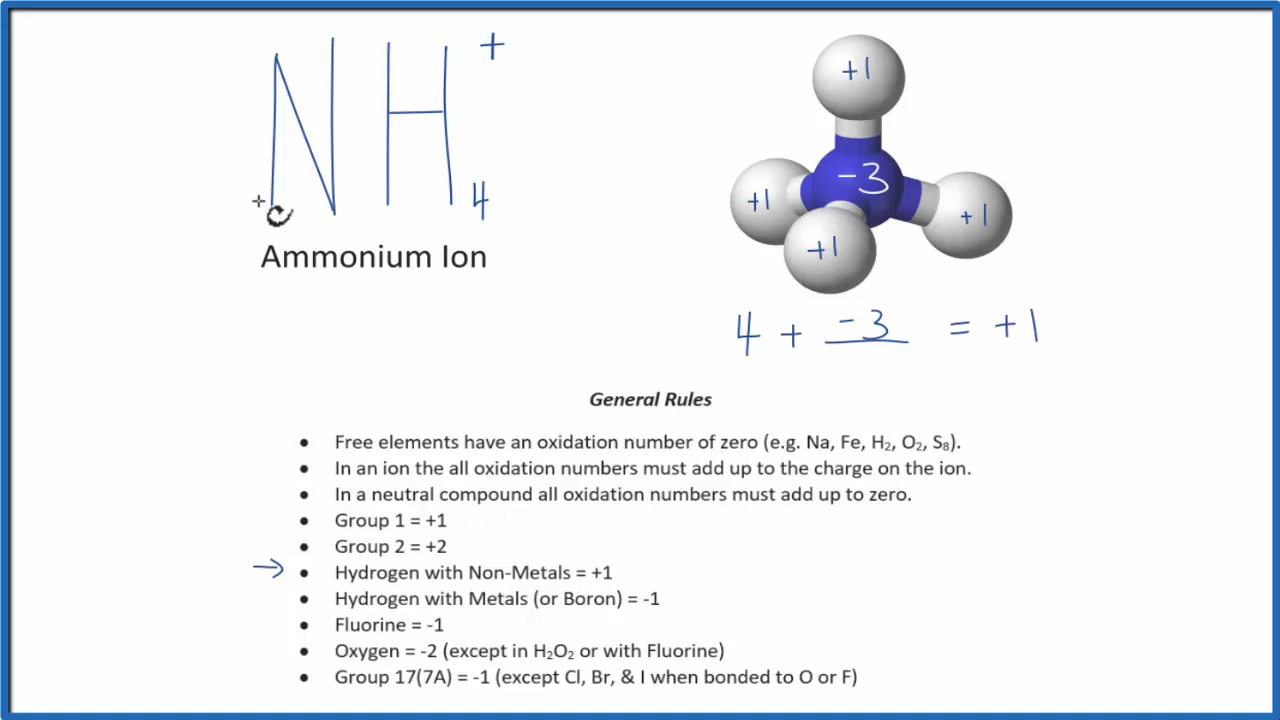 NH₄⁺
Ammonium Ion
+1
-3
+1
+1
+1
4 + -3 = +1
General Rules
• Free elements have an oxidation number of zero (e.g. Na, Fe, H₂, O₂, S₈).
• In an ion the all oxidation numbers must add up to the charge on the ion.
• In a neutral compound all oxidation numbers must add up to zero.
• Group 1 = +1
• Group 2 = +2
→ • Hydrogen with Non-Metals = +1
• Hydrogen with Metals (or Boron) = -1
• Fluorine = -1
• Oxygen = -2 (except in H₂O₂ or with Fluorine)
• Group 17(7A) = -1 (except Cl, Br, & I when bonded to O or F)